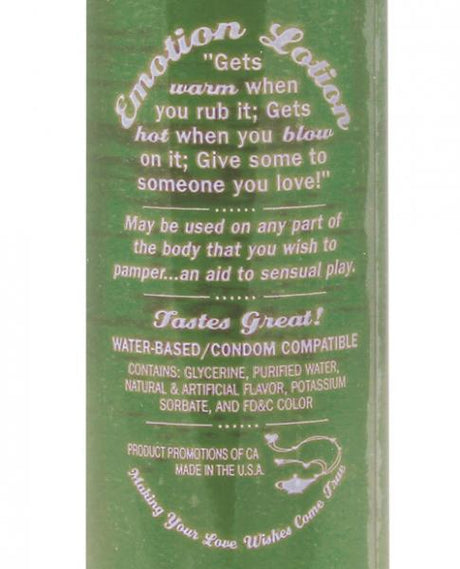 Emotion Lotion
"Gets
warm when
you rub it; Gets
hot when you blow
on it; Give some to
someone you love!"
May be used on any part of
the body that you wish to
pamper...an aid to sensual play.
Tastes Great!
WATER-BASED/CONDOM COMPATIBLE
CONTAINS: GLYCERINE, PURIFIED WATER,
NATURAL & ARTIFICIAL FLAVOR, POTASSIUM
SORBATE, AND FD&C COLOR
PRODUCT PROMOTIONS OF CA
MADE IN THE U.S.A.
Making Your Love Wishes Come True